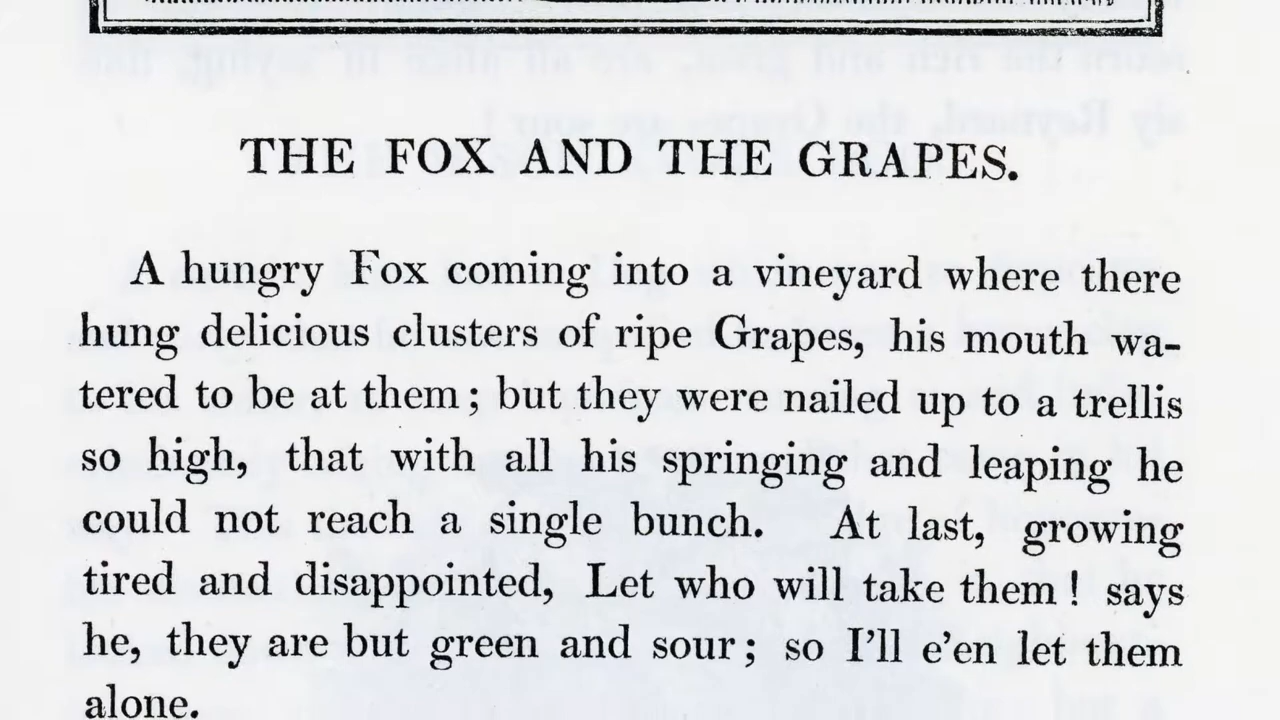 THE FOX AND THE GRAPES.
A hungry Fox coming into a vineyard where there
hung delicious clusters of ripe Grapes, his mouth wa-
tered to be at them; but they were nailed up to a trellis
so high, that with all his springing and leaping he
could not reach a single bunch. At last, growing
tired and disappointed, Let who will take them! says
he, they are but green and sour; so I'll e'en let them
alone.